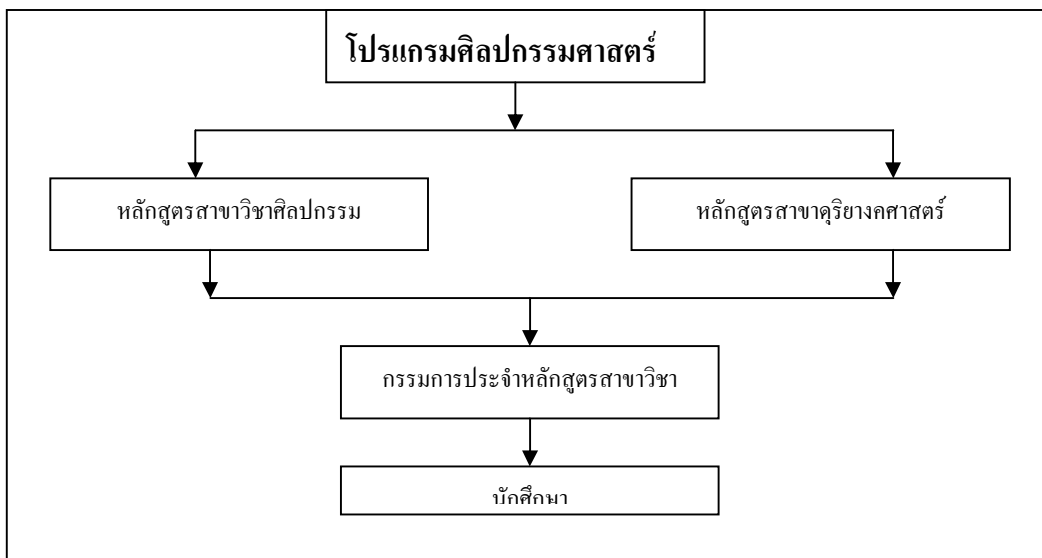 โปรแกรมศิลปกรรมศาสตร์
หลักสูตรสาขาวิชาศิลปกรรม
หลักสูตรสาขาดุริยางคศาสตร์
กรรมการประจำหลักสูตรสาขาวิชา
นักศึกษา